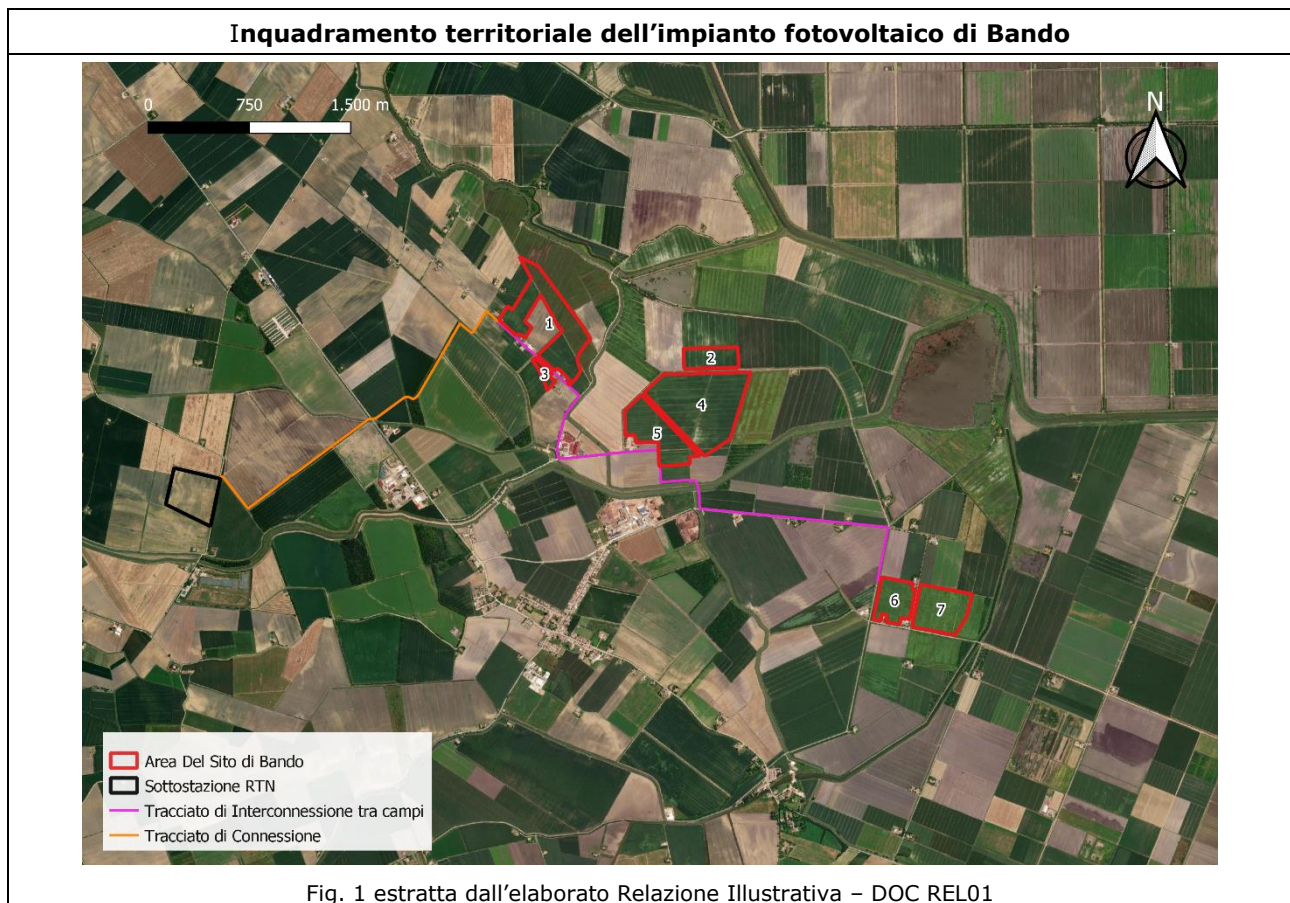 Inquadramento territoriale dell'impianto fotovoltaico di Bando
0 750 1.500 m
N
1
2
3
4
5
6
7
Area Del Sito di Bando
Sottostazione RTN
Tracciato di Interconnessione tra campi
Tracciato di Connessione
Fig. 1 estratta dall'elaborato Relazione Illustrativa – DOC REL01